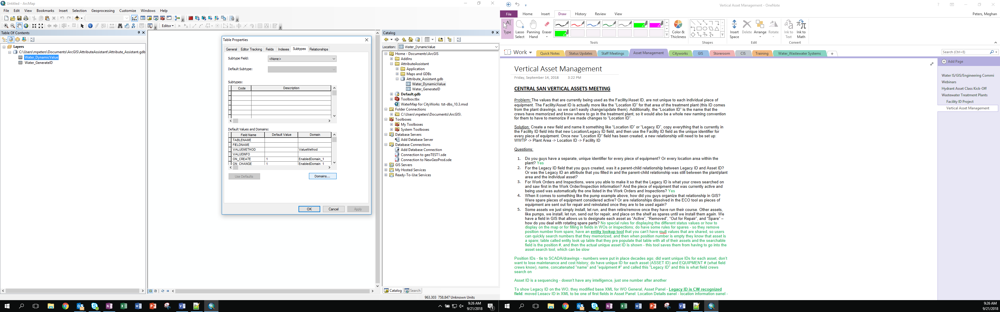 Untitled - ArcMap
File Edit View Bookmarks Insert Selection Geoprocessing Customize Windows Help
Editor
Table Of Contents
Layers
C:\Users\mpeters\Documents\ArcGIS\AttributeAssistant\Attribute_Assistant.gdb
Water_DynamicValue
Water_GenerateID
Table Properties
General Editor Tracking Fields Indexes Subtypes Relationships
Subtype Field: <None>
Default Subtype:
Subtypes:
Code Description
Default Values and Domains:
Field Name Default Value Domain
TABLENAME
FIELDNAME
VALUEMETHOD ValueMethod
VALUEINFO
ON_CREATE 1 EnabledDomain_1
ON_CHANGE 1 EnabledDomain_1
Use Defaults Domains...
OK Cancel Apply
Catalog
Location: Water_DynamicValue
Home - Documents\ArcGIS
AddIns
AttributeAssistant
Application
Maps and GDBs
Attribute_Assistant.gdb
Water_DynamicValue
Water_GenerateID
Default.gdb
Toolbox.tbx
WaterMap for CityWorks tst-dbs_10.3.mxd
Folder Connections
C:\Users\mpeters\Documents\ArcGIS\
Toolboxes
My Toolboxes
System Toolboxes
Database Servers
Add Database Server
Database Connections
Add Database Connection
Connection to geoTEST1.sde
Connection to NewGeoProd.sde
GIS Servers
My Hosted Services
Ready-To-Use Services
Catalog Search
963.303 758.847 Unknown Units
9:26 AM
9/21/2018
Vertical Asset Management - OneNote
File Home Insert Draw History Review View
Peters, Meghan
Type Lasso Select Panning Hand Eraser Color & Thickness Insert Space Delete Arrange Rotate Ink to Text Ink to Math
Tools Shapes Edit Convert
Work Quick Notes Status Updates Staff Meetings Asset Management Cityworks GIS Storeroom CIS Training Water_Wastewater Systems
Search (Ctrl+E)
Add Page
Water IS/GIS/Engineering Commi
Webinars
Hydrant Asset Class Kick-Off
Wastewater Treatment Plants
Facility ID Project
Vertical Asset Management
Vertical Asset Management
Friday, September 14, 2018 3:22 PM
CENTRAL SAN VERTICAL ASSETS MEETING
Problem: The values that are currently being used as the Facility/Asset ID, are not unique to each individual piece of
equipment. The Facility/Asset ID is actually more like the “Location ID” for that area of the treatment plant (this ID comes
from the plant drawings, so we can’t easily change/update them). Additionally, the “Location ID” is the name that the
crews have memorized and know where to go in the treatment plant, so it would also be a whole new naming convention
for them to have to memorize if we made changes to “Location ID”.
Solution: Create a new field and name it something like “Location ID” or “Legacy ID”, copy everything that is currently in
the Facility ID field into that new Location/Legacy ID field, and then use the Facility ID field as the unique identifier for
every piece of equipment. Once new “Location ID” field has been created, a new relationship will need to be set up:
WWTP -> Plant Area -> Location ID -> Facility ID
Questions:
1. Do you guys have a separate, unique identifier for every piece of equipment? Or every location area within the
plant? Yes
2. For the Legacy ID field that you guys created, was it a parent-child relationship between Legacy ID and Asset ID?
Or was the Legacy ID an attribute that you filled in and the parent-child relationship was still between the plant/plant
area and the individual asset?
3. For Work Orders and Inspections, were you able to make it so that the Legacy ID is what your crews searched on
and saw first in the Work Order/Inspection information? And the piece of equipment that was currently active and
being used was automatically the one listed in the Work Orders and Inspections? Yes
4. When it comes to something like the pump example above, how did you guys organize that relationship in GIS?
Were spare pieces of equipment considered active? Or are relationships dissolved in the ECO tool as pieces of
equipment are sent out for repair and reinstated once they are to be used again?
5. Some assets we just simply install, let run, and then retire/remove once they have run their course. Other assets,
like pumps, we install, let run, send out for repair, and place on the shelf as spares until we install them again. We
have a field in GIS that allows us to designate each asset as “Active”, “Removed”, “Out for Repair”, and “Spare” –
how do you deal with rotating spare parts? No special rules for displaying the different status values or how to
display on the map or for filling in fields in WOs or inspections; do have some rules for spares - so they remove
position number from spare; have an entity lookup tool that you can't have mult values that are shared, so users
can quickly search numbers that they memorized, and then when position number is empty they know that asset is
a spare; table called entity look up table that they pre populate that table with all of their assets and the searchable
field is the position #, and then the actual unique asset ID is shown - this tool saves them from having to go into the
asset search tool, which can be slow
Position IDs - tie to SCADA/drawings - numbers were put in place decades ago; did want unique IDs for each asset, don't
want to lose maintenance and cost history; do have unique ID for each asset (ASSET ID) and EQUIPMENT # (what field
crews know), name, concatenated "name" and "equipment #" and called this "Legacy ID" and this is what field crews
search on
Asset ID is a sequencing - doesn't have any intelligence, just one number after another
To show Legacy ID on the WO, they modified base XML for WO General, Asset Panel - Legacy ID is CW recognized
field, moved Legacy ID in XML to be one of first fields in Asset Panel; Location Details panel - location information panel -
9:26 AM
9/21/2018